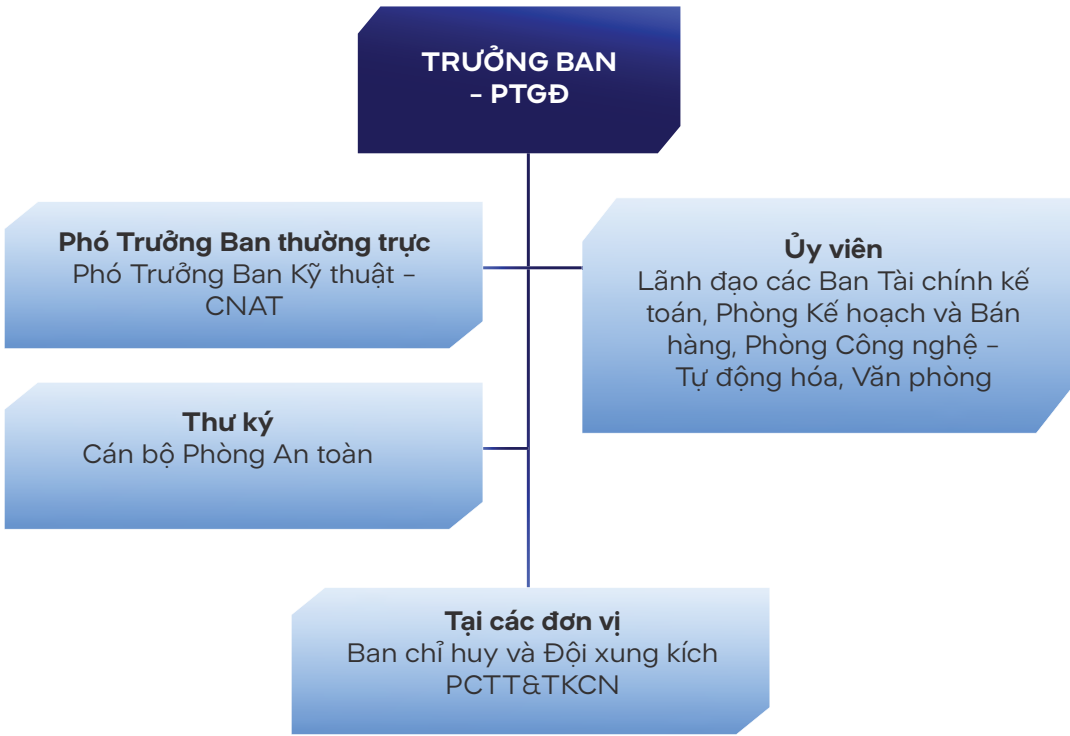 TRƯỞNG BAN
- PTGĐ
Phó Trưởng Ban thường trực
Phó Trưởng Ban Kỹ thuật -
CNAT
Ủy viên
Lãnh đạo các Ban Tài chính kế
toán, Phòng Kế hoạch và Bán
hàng, Phòng Công nghệ -
Tự động hóa, Văn phòng
Thư ký
Cán bộ Phòng An toàn
Tại các đơn vị
Ban chỉ huy và Đội xung kích
PCTT&TKCN